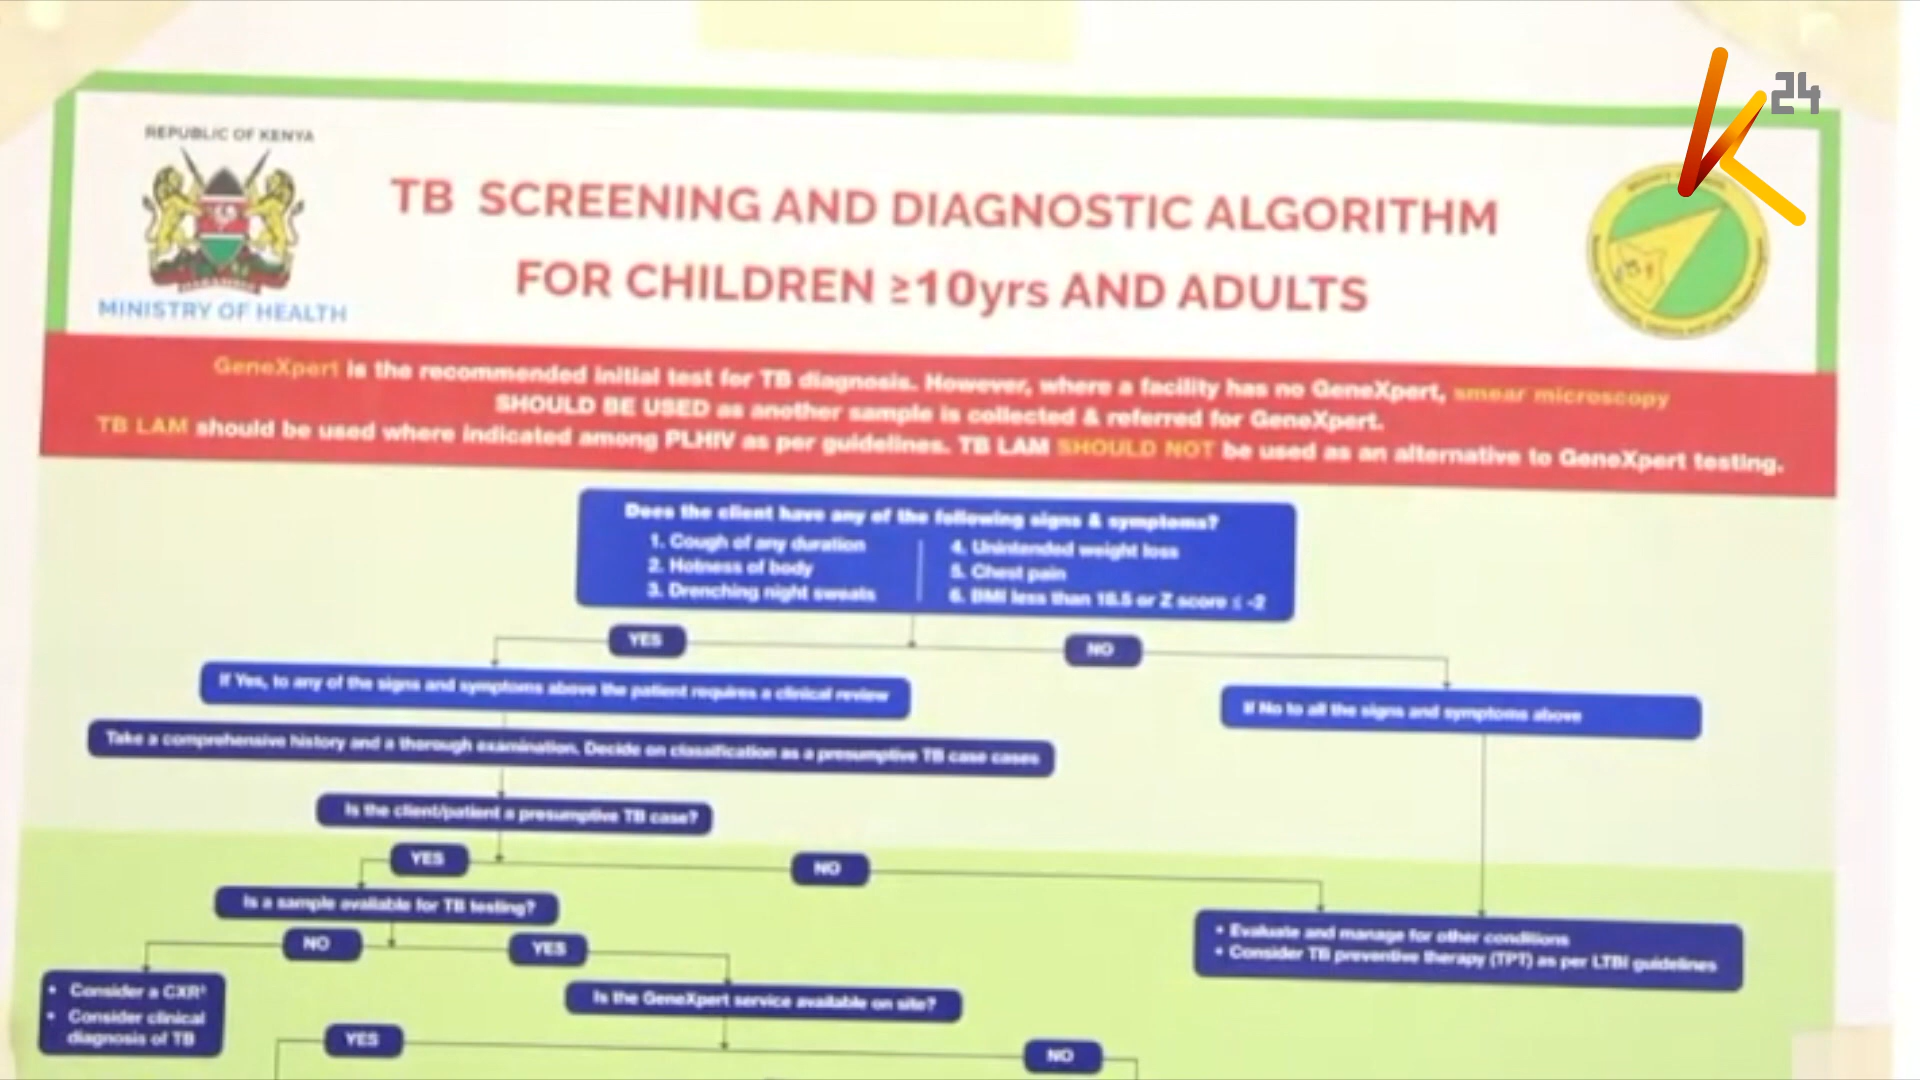 24
REPUBLIC OF KENYA
MINISTRY OF HEALTH
TB SCREENING AND DIAGNOSTIC ALGORITHM
FOR CHILDREN ≥10yrs AND ADULTS
GeneXpert is the recommended initial test for TB diagnosis. However, where a facility has no GeneXpert, smear microscopy
SHOULD BE USED as another sample is collected & referred for GeneXpert.
TB LAM should be used where indicated among PLHIV as per guidelines. TB LAM SHOULD NOT be used as an alternative to GeneXpert testing.
Does the client have any of the following signs & symptoms?
1. Cough of any duration
2. Hotness of body
3. Drenching night sweats
4. Unintended weight loss
5. Chest pain
6. BMI less than 18.5 or Z score ≤ -2
YES
NO
If Yes, to any of the signs and symptoms above the patient requires a clinical review
If No to all the signs and symptoms above
Take a comprehensive history and a thorough examination. Decide on classification as a presumptive TB case cases
Is the client/patient a presumptive TB case?
YES
NO
Is a sample available for TB testing?
NO
YES
• Evaluate and manage for other conditions
• Consider TB preventive therapy (TPT) as per LTBI guidelines
• Consider a CXR¹
• Consider clinical
diagnosis of TB
Is the GeneXpert service available on site?
YES
NO